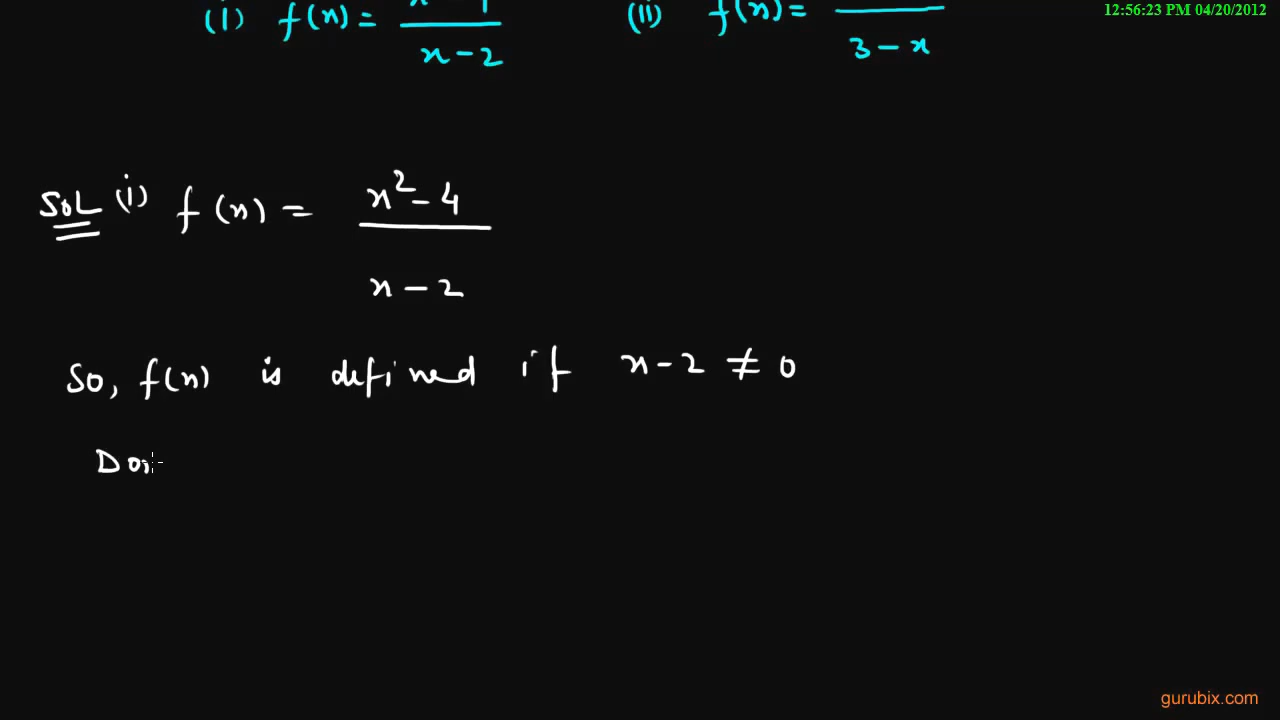 12:56:23 PM 04/20/2012
(i) f(x) = x - 2 (ii) f(x) = 3 - x
SOL (i) f(x) = x² - 4
x - 2
So, f(x) is defined if x - 2 ≠ 0
Do
gurubix.com